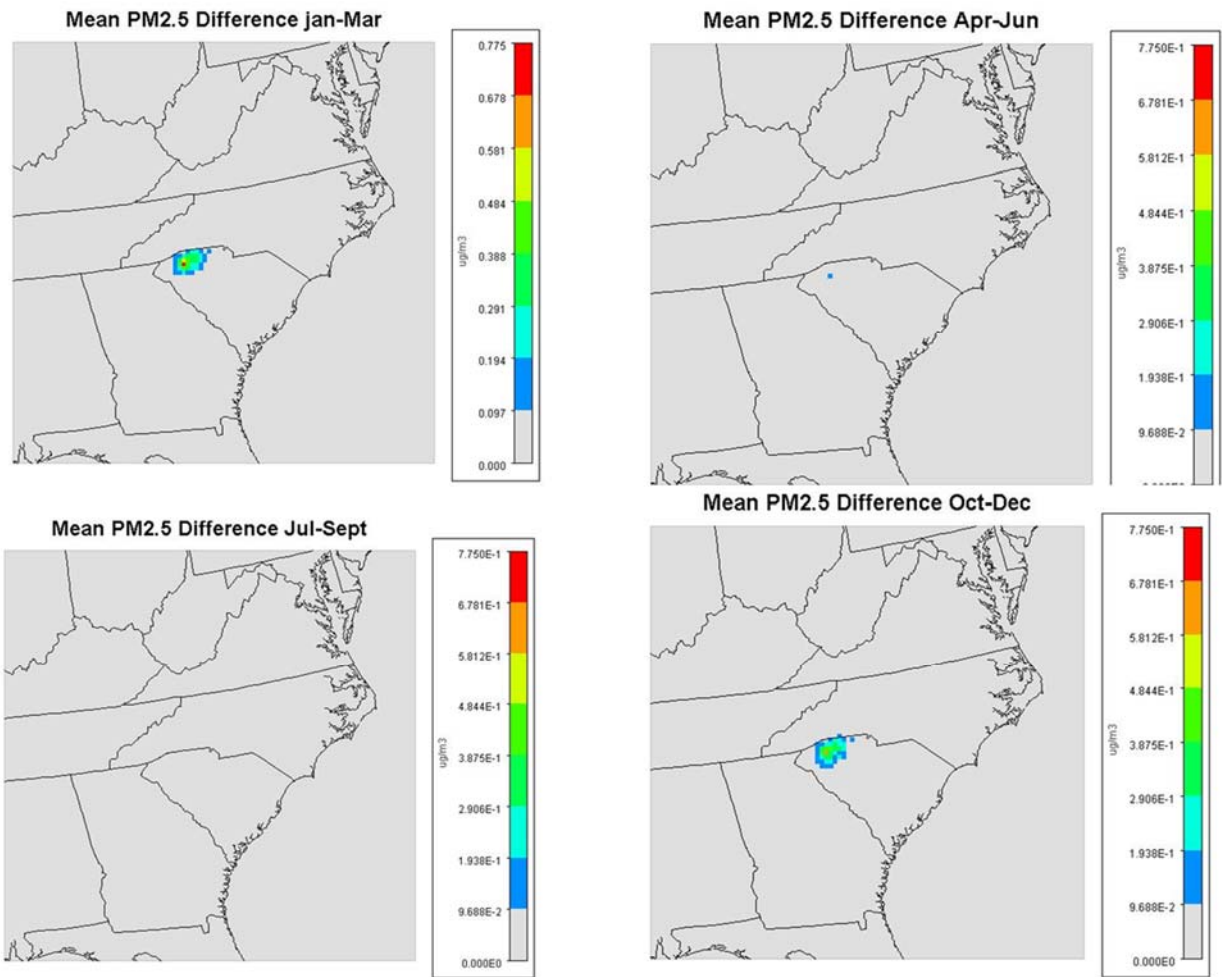 Mean PM2.5 Difference jan-Mar
0.775
0.678
0.581
0.484
0.388
0.291
0.194
0.097
0.000
ug/m3
Mean PM2.5 Difference Apr-Jun
7.750E-1
6.781E-1
5.812E-1
4.844E-1
3.875E-1
2.906E-1
1.938E-1
9.688E-2
ug/m3
Mean PM2.5 Difference Jul-Sept
7.750E-1
6.781E-1
5.812E-1
4.844E-1
3.875E-1
2.906E-1
1.938E-1
9.688E-2
0.000E0
ug/m3
Mean PM2.5 Difference Oct-Dec
7.750E-1
6.781E-1
5.812E-1
4.844E-1
3.875E-1
2.906E-1
1.938E-1
9.688E-2
0.000E0
ug/m3